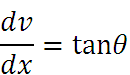 dv/dx = tanθ